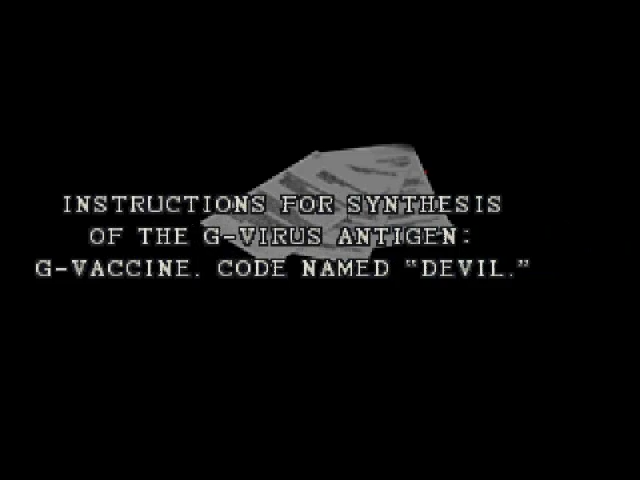 INSTRUCTIONS FOR SYNTHESIS
OF THE G-VIRUS ANTIGEN:
G-VACCINE. CODE NAMED “DEVIL.”